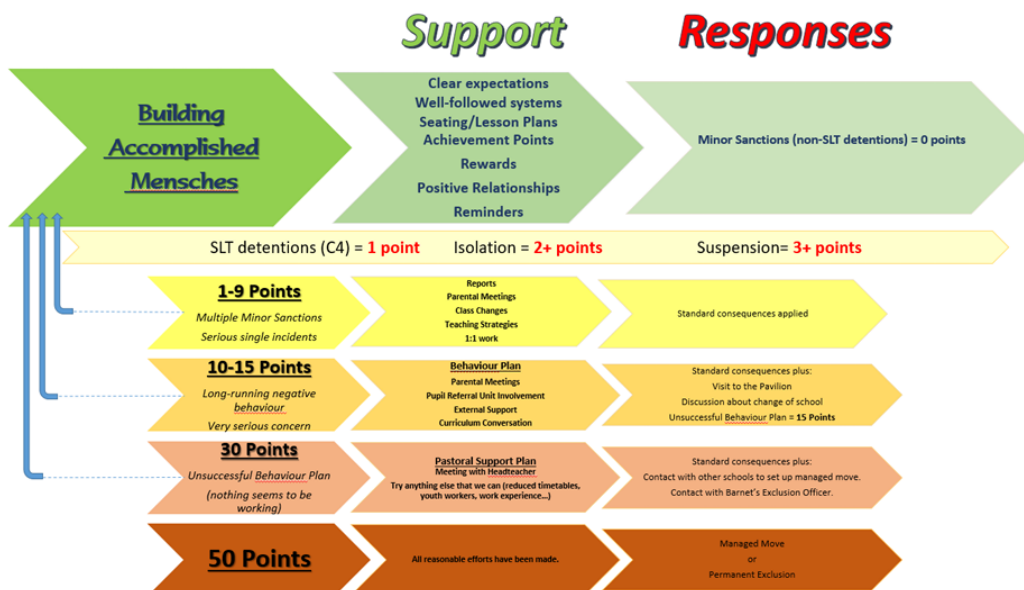 Support
Responses
Building
Accomplished
Mensches
Clear expectations
Well-followed systems
Seating/Lesson Plans
Achievement Points
Rewards
Positive Relationships
Reminders
Minor Sanctions (non-SLT detentions) = 0 points
SLT detentions (C4) = 1 point
Isolation = 2+ points
Suspension= 3+ points
1-9 Points
Multiple Minor Sanctions
Serious single incidents
Reports
Parental Meetings
Class Changes
Teaching Strategies
1:1 work
Standard consequences applied
10-15 Points
Long-running negative
behaviour
Very serious concern
Behaviour Plan
Parental Meetings
Pupil Referral Unit Involvement
External Support
Curriculum Conversation
Standard consequences plus:
Visit to the Pavilion
Discussion about change of school
Unsuccessful Behaviour Plan = 15 Points
30 Points
Unsuccessful Behaviour Plan
(nothing seems to be
working)
Pastoral Support Plan
Meeting with Headteacher
Try anything else that we can (reduced timetables,
youth workers, work experience...)
Standard consequences plus:
Contact with other schools to set up managed move.
Contact with Barnet's Exclusion Officer.
50 Points
All reasonable efforts have been made.
Managed Move
or
Permanent Exclusion